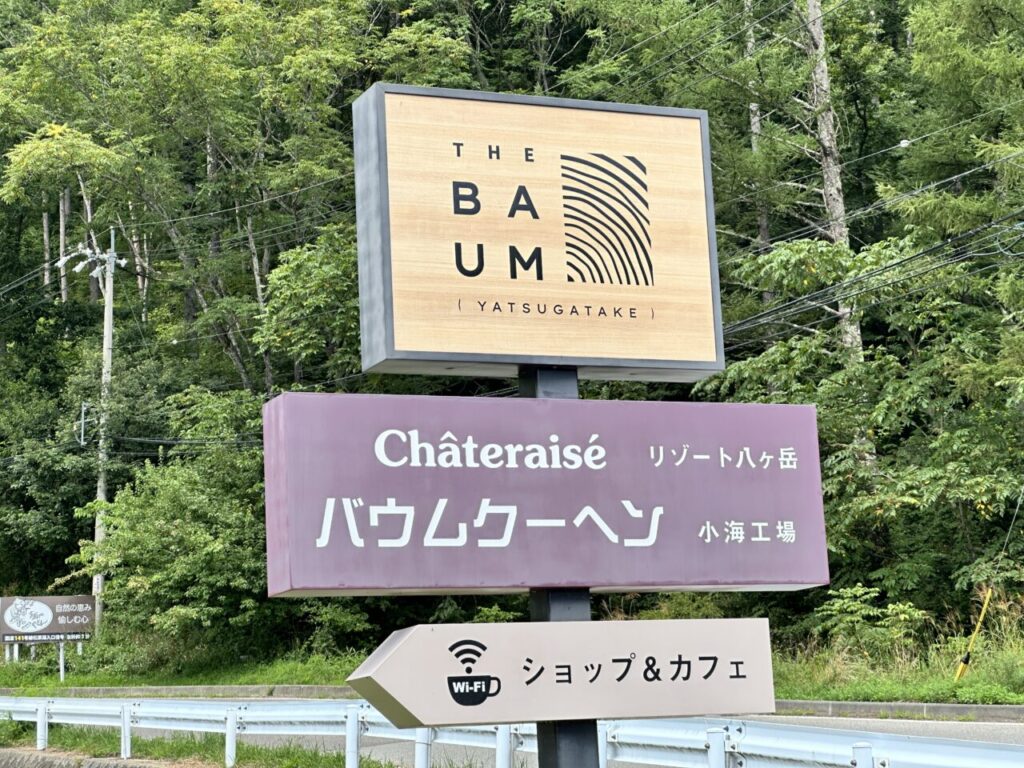 THE
BA
UM
( YATSUGATAKE )
Châteraisé リゾート八ヶ岳
バウムクーヘン 小海工場
Wi-Fi ショップ&カフェ
自然の恵み
愉しむ心